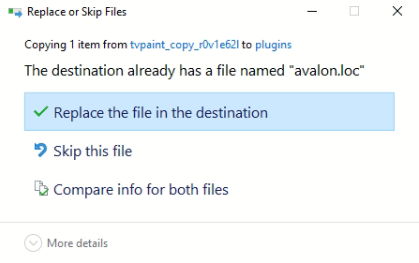 Replace or Skip Files
Copying 1 item from tvpaint_copy_r0v1e62l to plugins
The destination already has a file named "avalon.loc"
Replace the file in the destination
Skip this file
Compare info for both files
More details